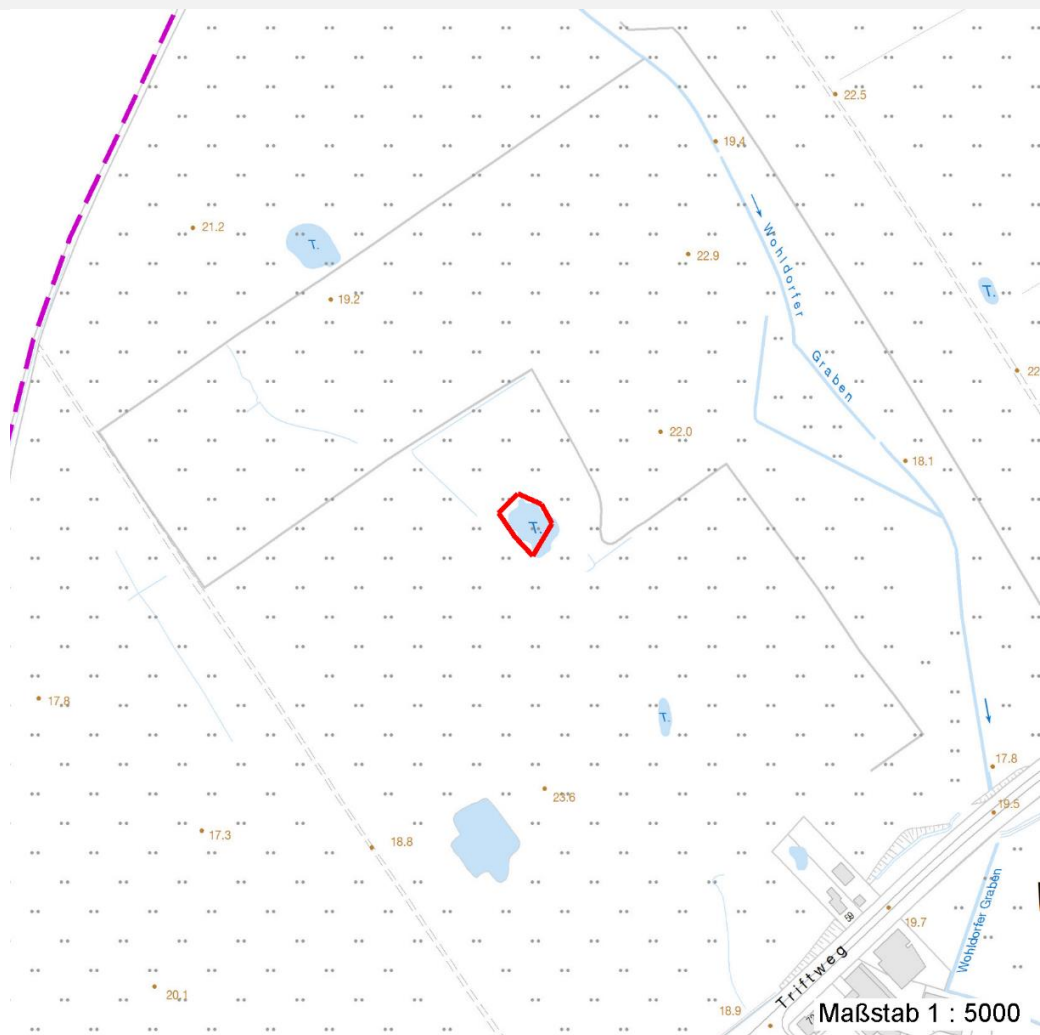 22.5
19.4
21.2
T.
Wohldorfer
22.9
19.2
T.
Graben
22.0
18.1
T.
17.8
T.
17.8
23.6
19.5
17.3
18.8
59
19.7
Wohldorfer Graben
Triftweg
20.1
18.9
Maßstab 1 : 5000